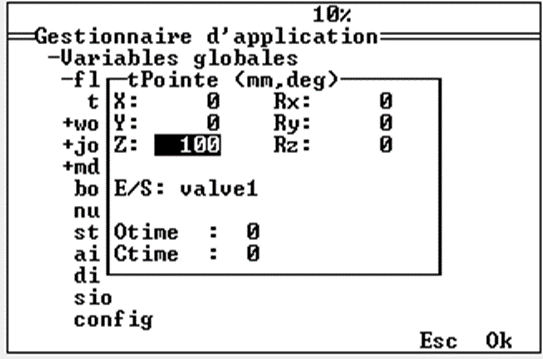 10%
Gestionnaire d'application
-Variables globales
-fl tPointe (mm,deg)
t X: 0 Rx: 0
+wo Y: 0 Ry: 0
+jo Z: 100 Rz: 0
+md
bo E/S: valve1
nu
st Otime : 0
ai Ctime : 0
di
sio
config
Esc Ok